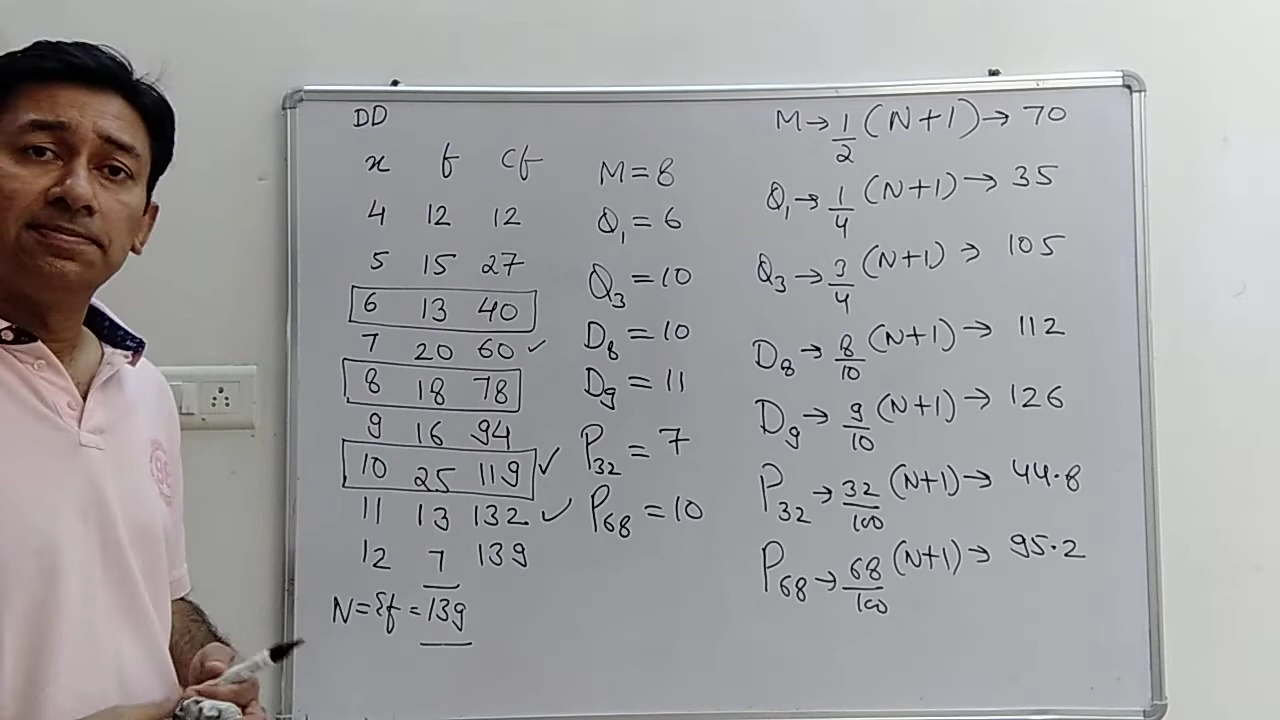 DD
x f cf
4 12 12
5 15 27
6 13 40
7 20 60 ✓
8 18 78
9 16 94
10 25 119 ✓
11 13 132 ✓
12 7 139
N=Σf = 139
M = 8
Q₁ = 6
Q₃ = 10
D₈ = 10
D₉ = 11
P₃₂ = 7
P₆₈ = 10
M → 1/2 (N+1) → 70
Q₁ → 1/4 (N+1) → 35
Q₃ → 3/4 (N+1) → 105
D₈ → 8/10 (N+1) → 112
D₉ → 9/10 (N+1) → 126
P₃₂ → 32/100 (N+1) → 44.8
P₆₈ → 68/100 (N+1) → 95.2